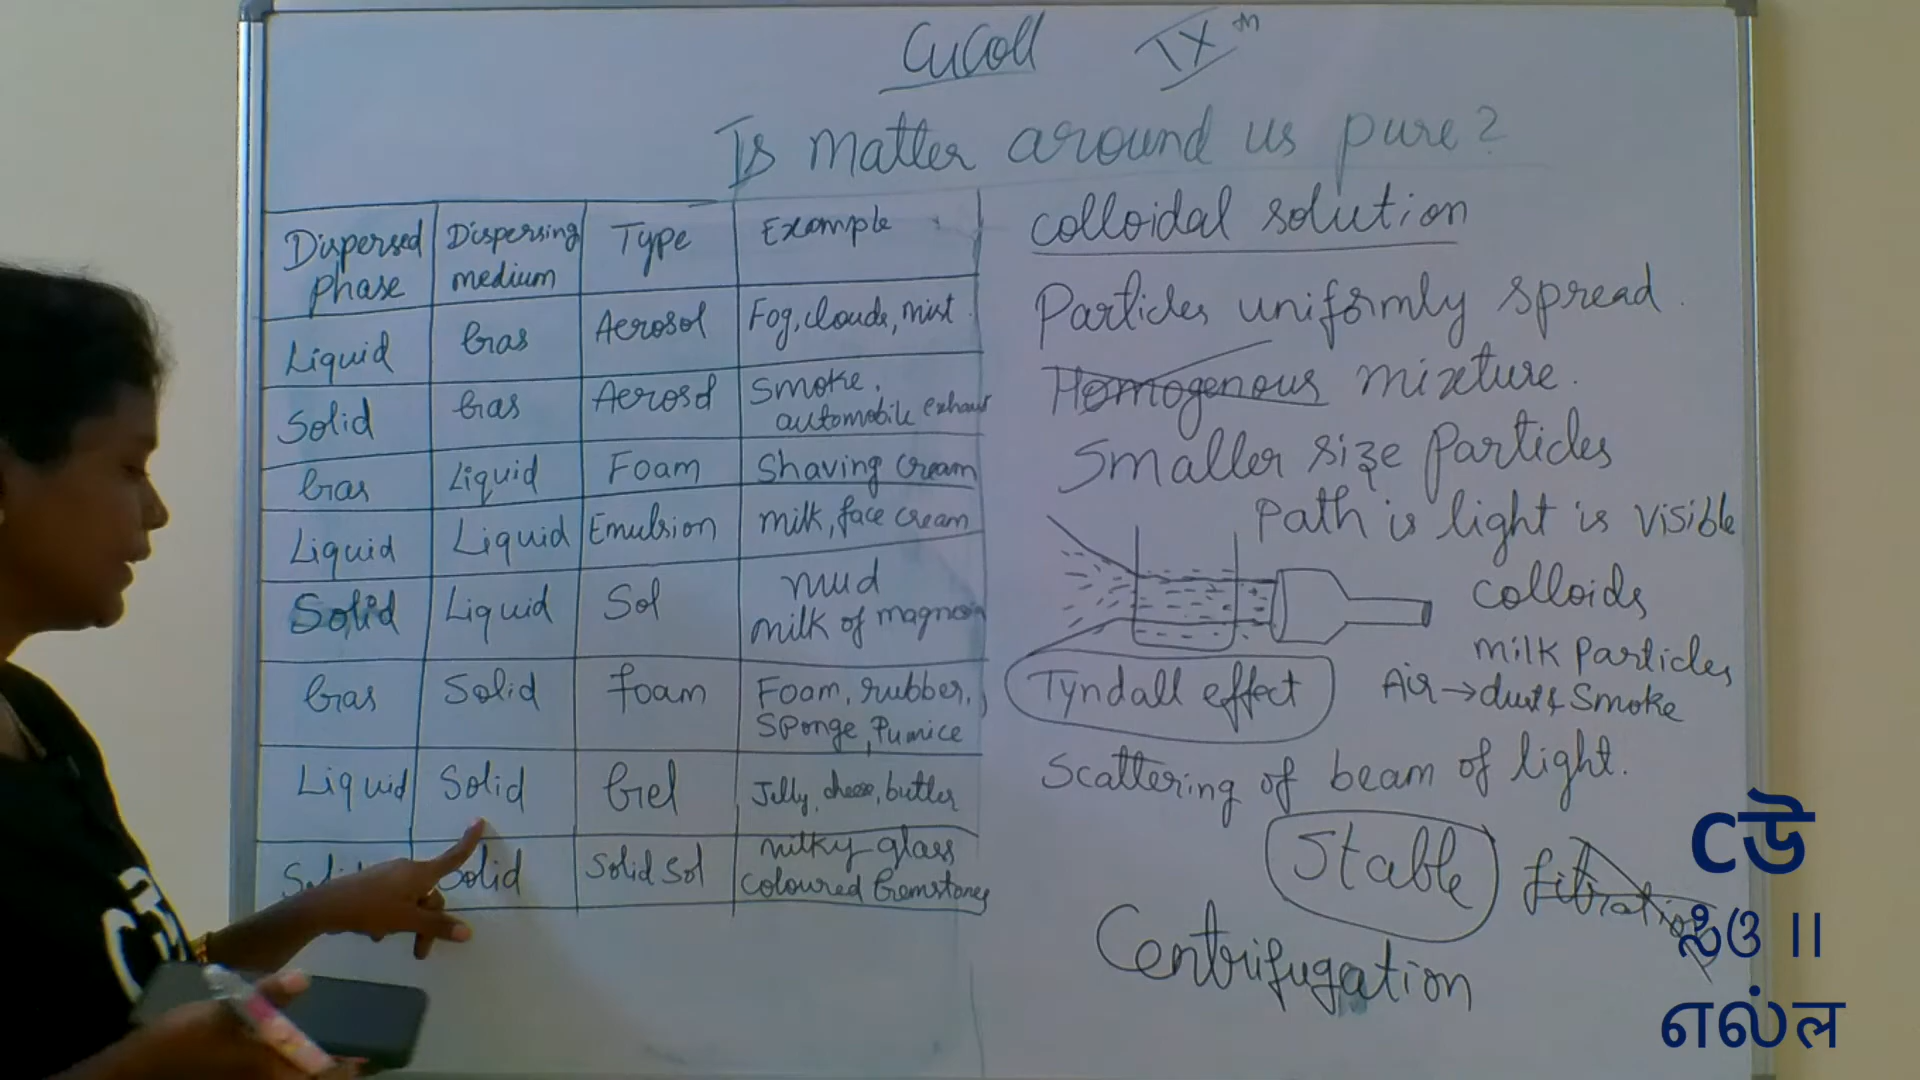 CuColl IX th
Is matter around us pure?
Dispersed phase Dispersing medium Type Example
Liquid Gas Aerosol Fog, clouds, mist
Solid Gas Aerosol Smoke, automobile exhaust
Gas Liquid Foam Shaving cream
Liquid Liquid Emulsion milk, face cream
Solid Liquid Sol mud milk of magnesia
Gas Solid foam Foam, rubber, Sponge, Pumice
Liquid Solid Gel Jelly, cheese, butter
Solid Solid Sol milky glass coloured Gemstones
colloidal solution
Particles uniformly spread.
Homogenous mixture.
Smaller size particles
Path is light is visible
colloids
milk particles
Air → dust & Smoke
Tyndall effect
Scattering of beam of light.
Stable filtration
Centrifugation
Cউ
എல்ल